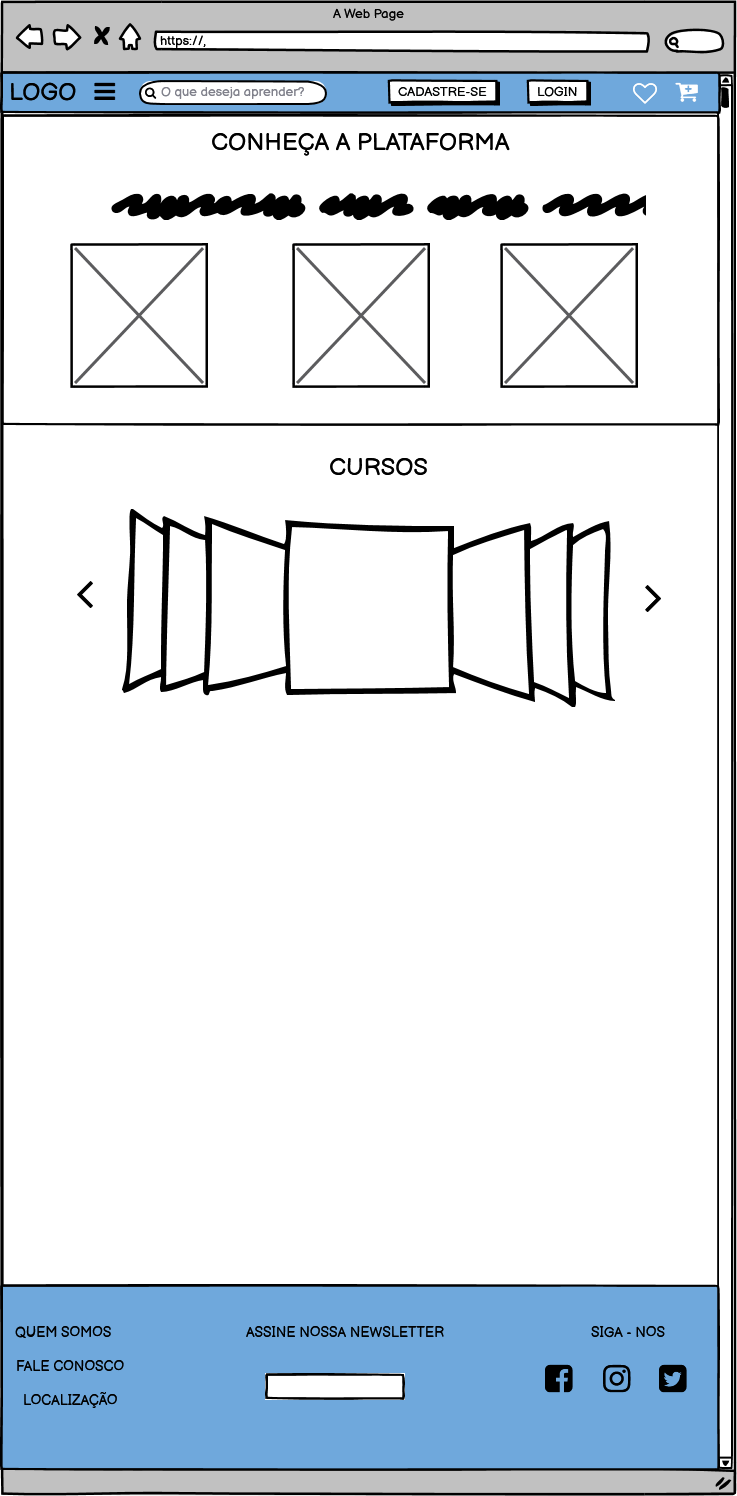 A Web Page
https://,
LOGO O que deseja aprender? CADASTRE-SE LOGIN
CONHEÇA A PLATAFORMA
CURSOS
QUEM SOMOS ASSINE NOSSA NEWSLETTER SIGA - NOS
FALE CONOSCO
LOCALIZAÇÃO